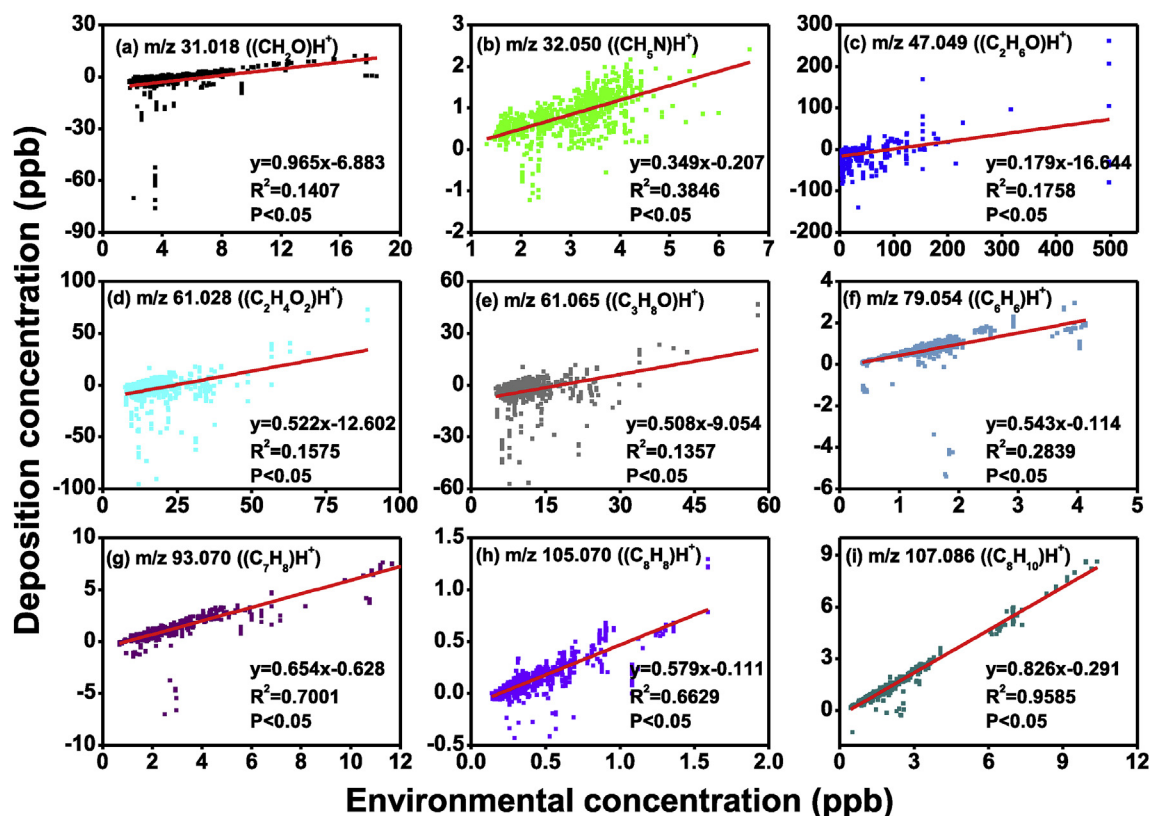 Deposition concentration (ppb)
(a) m/z 31.018 ((CH2O)H+)
30
0
-30
-60
-90
y=0.965x-6.883
R2=0.1407
P<0.05
0 4 8 12 16 20
(b) m/z 32.050 ((CH5N)H+)
3
2
1
0
1
2
y=0.349x-0.207
R2=0.3846
P<0.05
1 2 3 4 5 6 7
(c) m/z 47.049 ((C2H6O)H+)
300
200
100
0
-100
200
y=0.179x-16.644
R2=0.1758
P<0.05
0 100 200 300 400 500
(d) m/z 61.028 ((C2H4O2)H+)
100
50
0
-50
-100
y=0.522x-12.602
R2=0.1575
P<0.05
0 25 50 75 100
(e) m/z 61.065 ((C3H8O)H+)
60
30
0
-30
-60
y=0.508x-9.054
R2=0.1357
P<0.05
0 15 30 45 60
(f) m/z 79.054 ((C6H6)H+)
4
2
0
2
4
-6
y=0.543x-0.114
R2=0.2839
P<0.05
0 1 2 3 4 5
(g) m/z 93.070 ((C7H8)H+)
10
5
0
-5
-10
y=0.654x-0.628
R2=0.7001
P<0.05
0 2 4 6 8 10 12
(h) m/z 105.070 ((C8H8)H+)
1.5
1.0
0.5
0.0
-0.5
y=0.579x-0.111
R2=0.6629
P<0.05
0.0 0.5 1.0 1.5 2.0
(i) m/z 107.086 ((C8H10)H+)
9
6
3
0
y=0.826x-0.291
R2=0.9585
P<0.05
0 3 6 9 12
Environmental concentration (ppb)